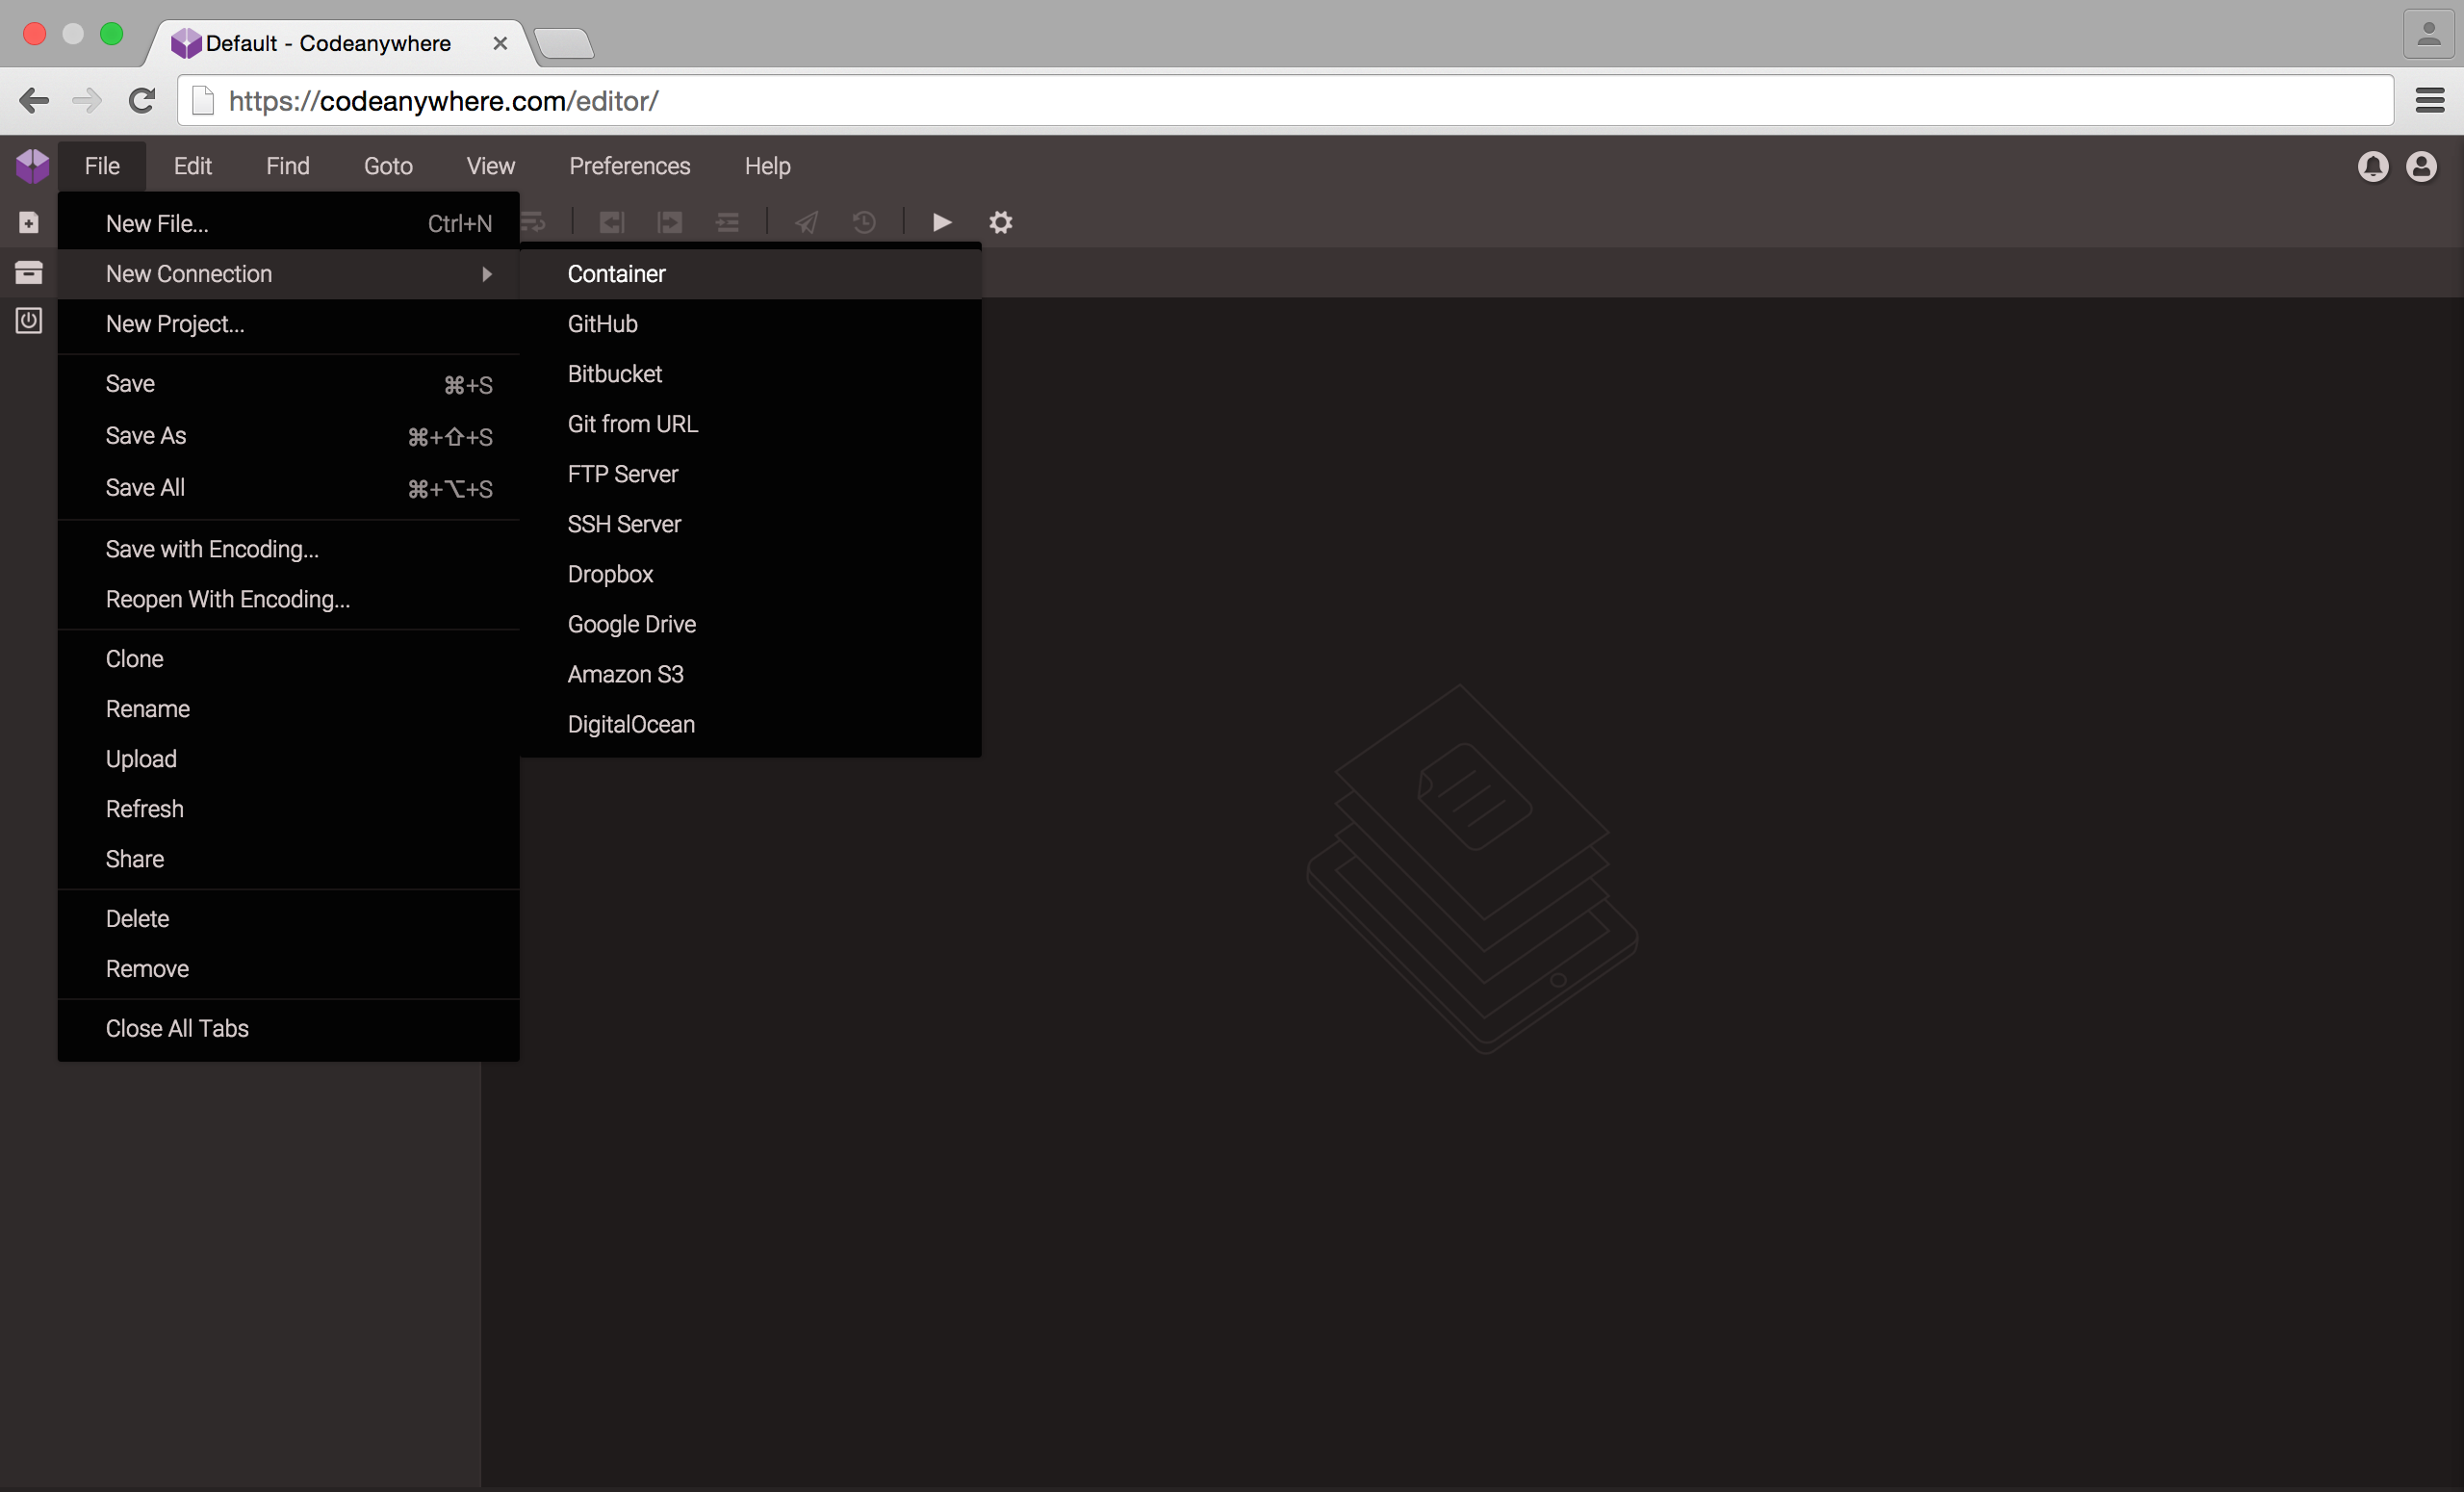 Default - Codeanywhere
https://codeanywhere.com/editor/
File Edit Find Goto View Preferences Help
New File... Ctrl+N
New Connection
New Project...
Save ⌘+S
Save As ⌘+⇧+S
Save All ⌘+⌥+S
Save with Encoding...
Reopen With Encoding...
Clone
Rename
Upload
Refresh
Share
Delete
Remove
Close All Tabs
Container
GitHub
Bitbucket
Git from URL
FTP Server
SSH Server
Dropbox
Google Drive
Amazon S3
DigitalOcean